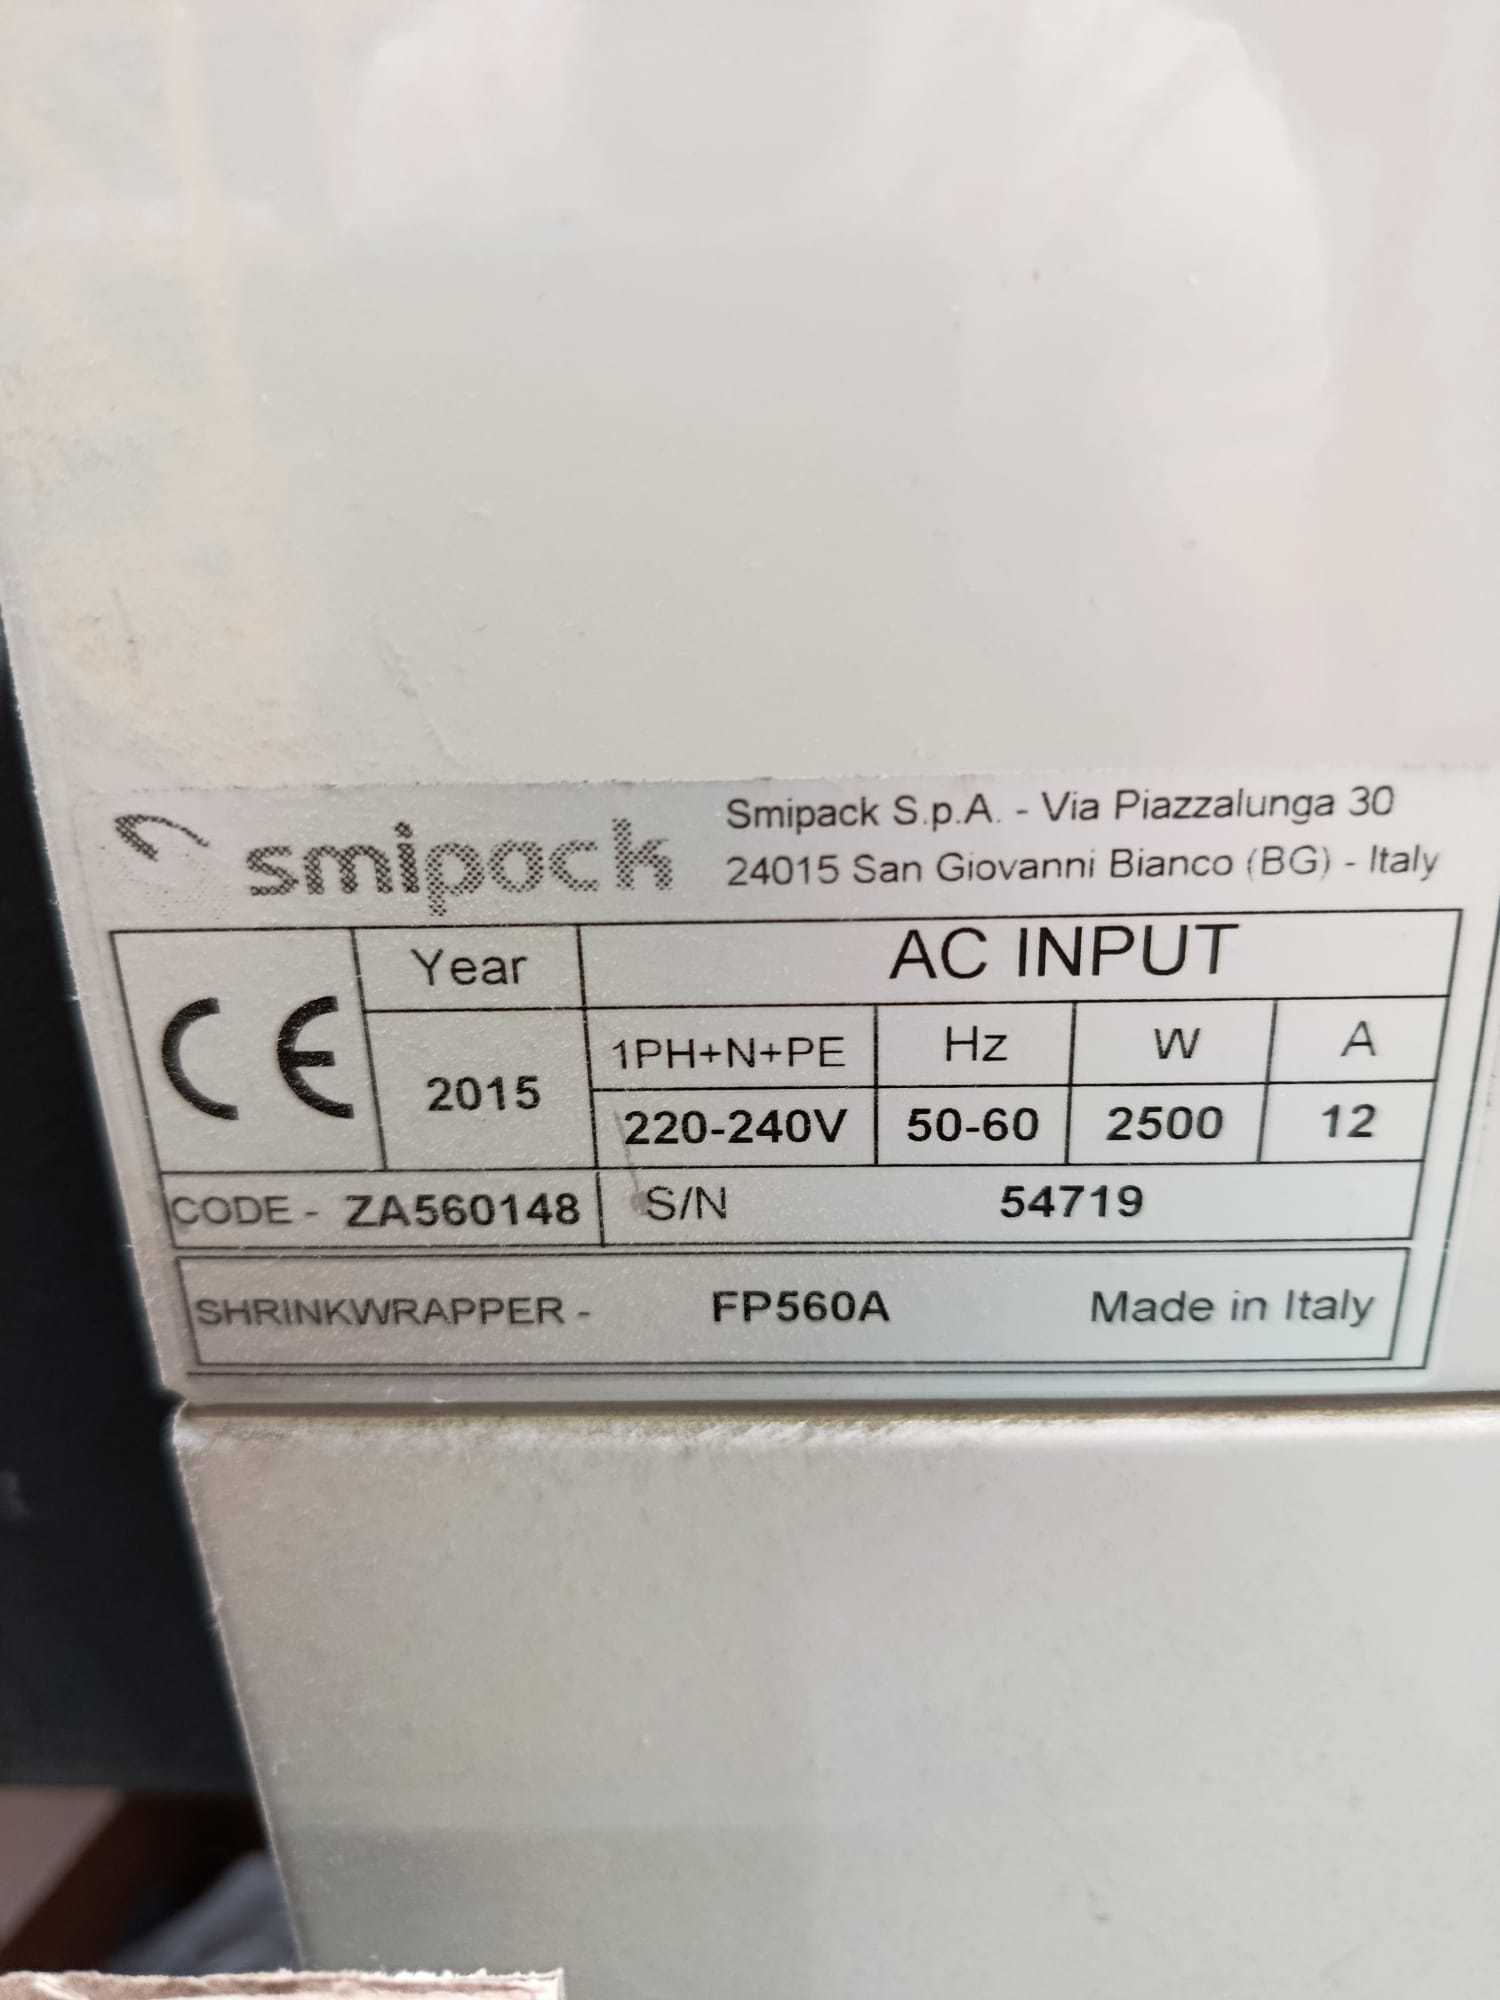 smipack
Smipack S.p.A. - Via Piazzalunga 30
24015 San Giovanni Bianco (BG) - Italy
CE
Year
AC INPUT
2015
1PH+N+PE Hz W A
220-240V 50-60 2500 12
CODE - ZA560148 S/N 54719
SHRINKWRAPPER - FP560A Made in Italy